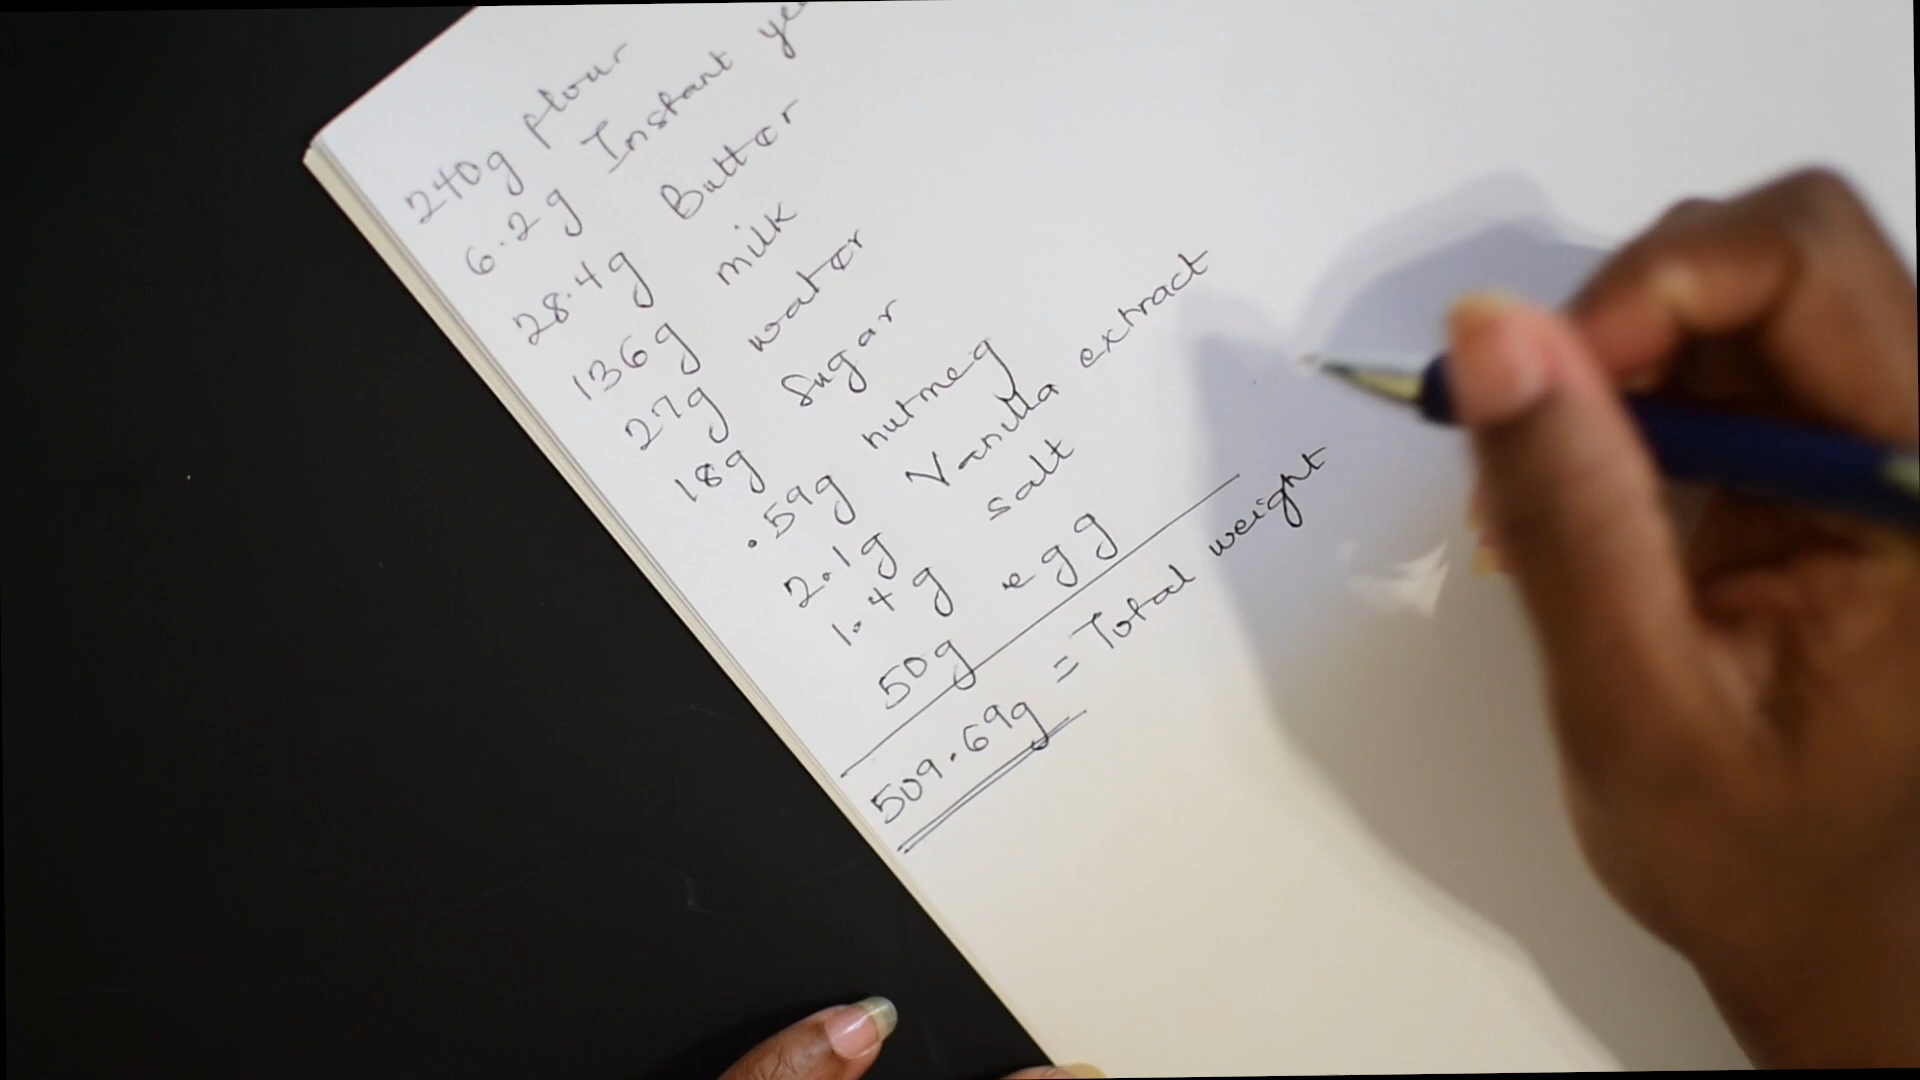 240g flour
6.2g Instant
28.4g Butter
136g milk
27g water
18g Sugar
.59g nutmeg
2.1g Vanilla extract
1.4g salt
50g egg
509.69g = Total weight